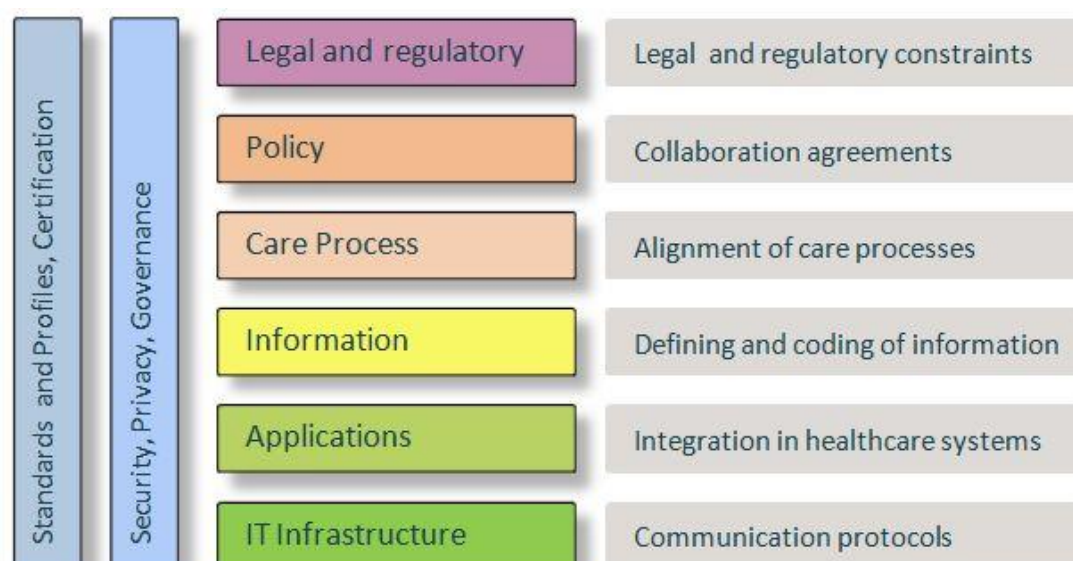 Standards and Profiles, Certification
Security, Privacy, Governance
Legal and regulatory
Legal and regulatory constraints
Policy
Collaboration agreements
Care Process
Alignment of care processes
Information
Defining and coding of information
Applications
Integration in healthcare systems
IT Infrastructure
Communication protocols